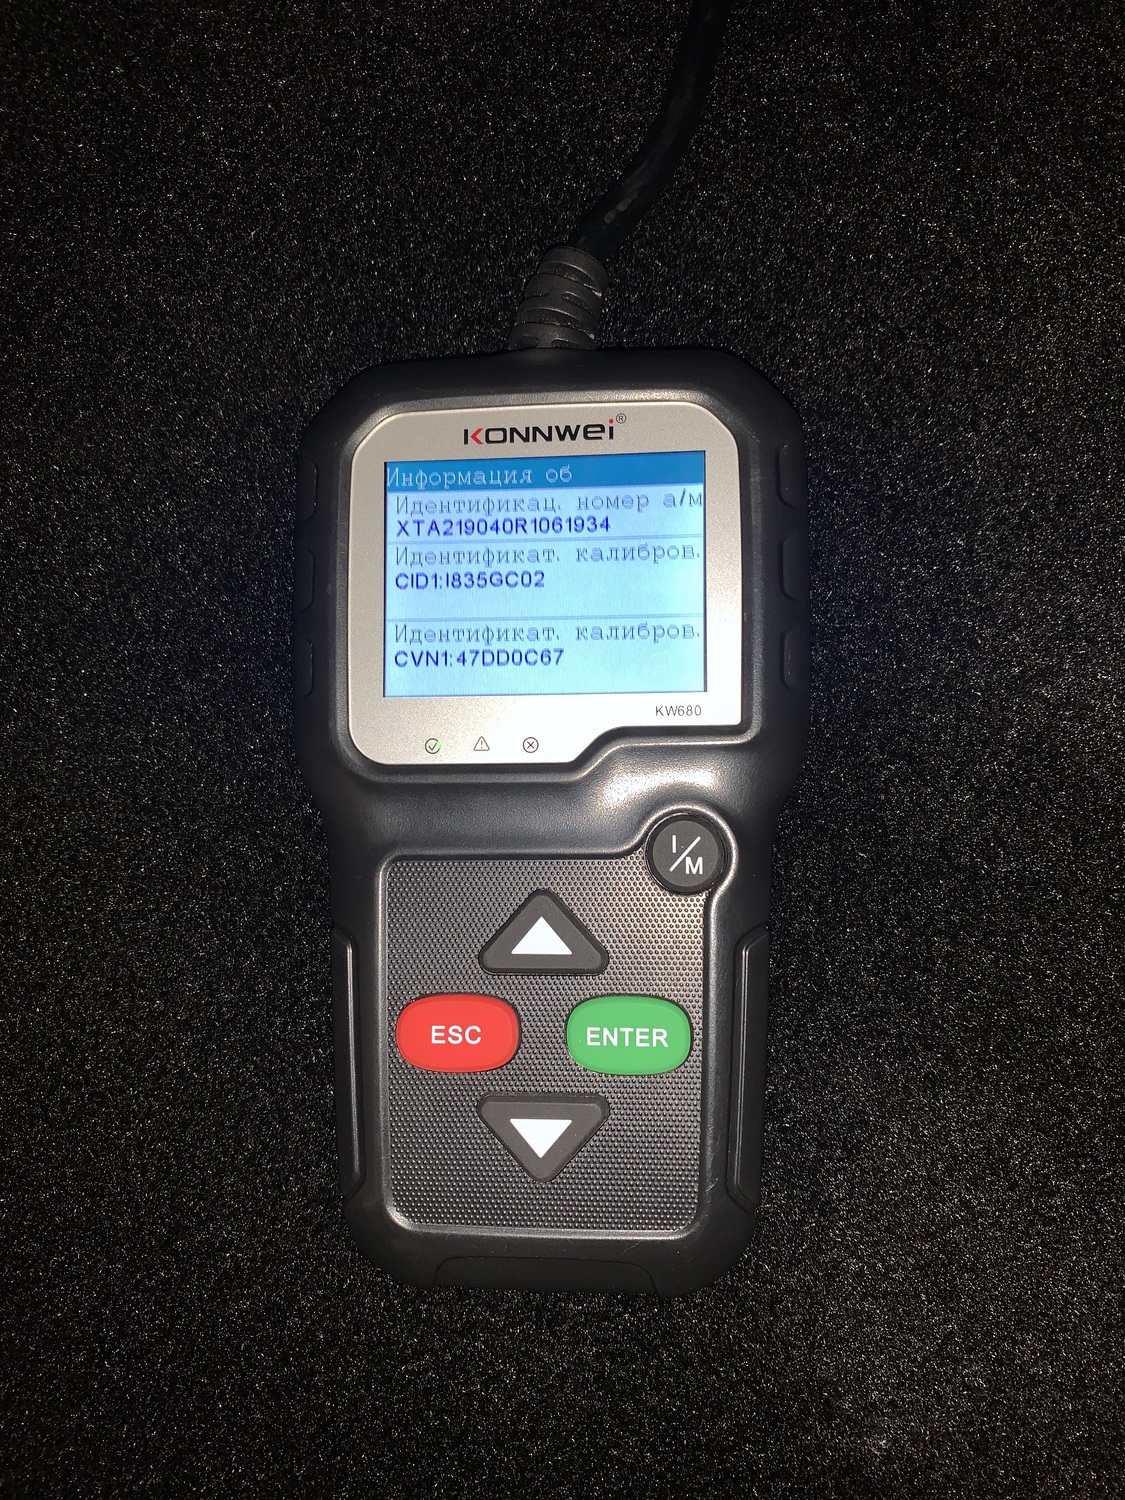 KONNWEI®
Информация об
Идентификац. номер а/м
XTA219040R1061934
Идентификат. калибров.
CID1:I835GC02
Идентификат. калибров.
CVN1:47DD0C67
KW680
I/M
ESC
ENTER